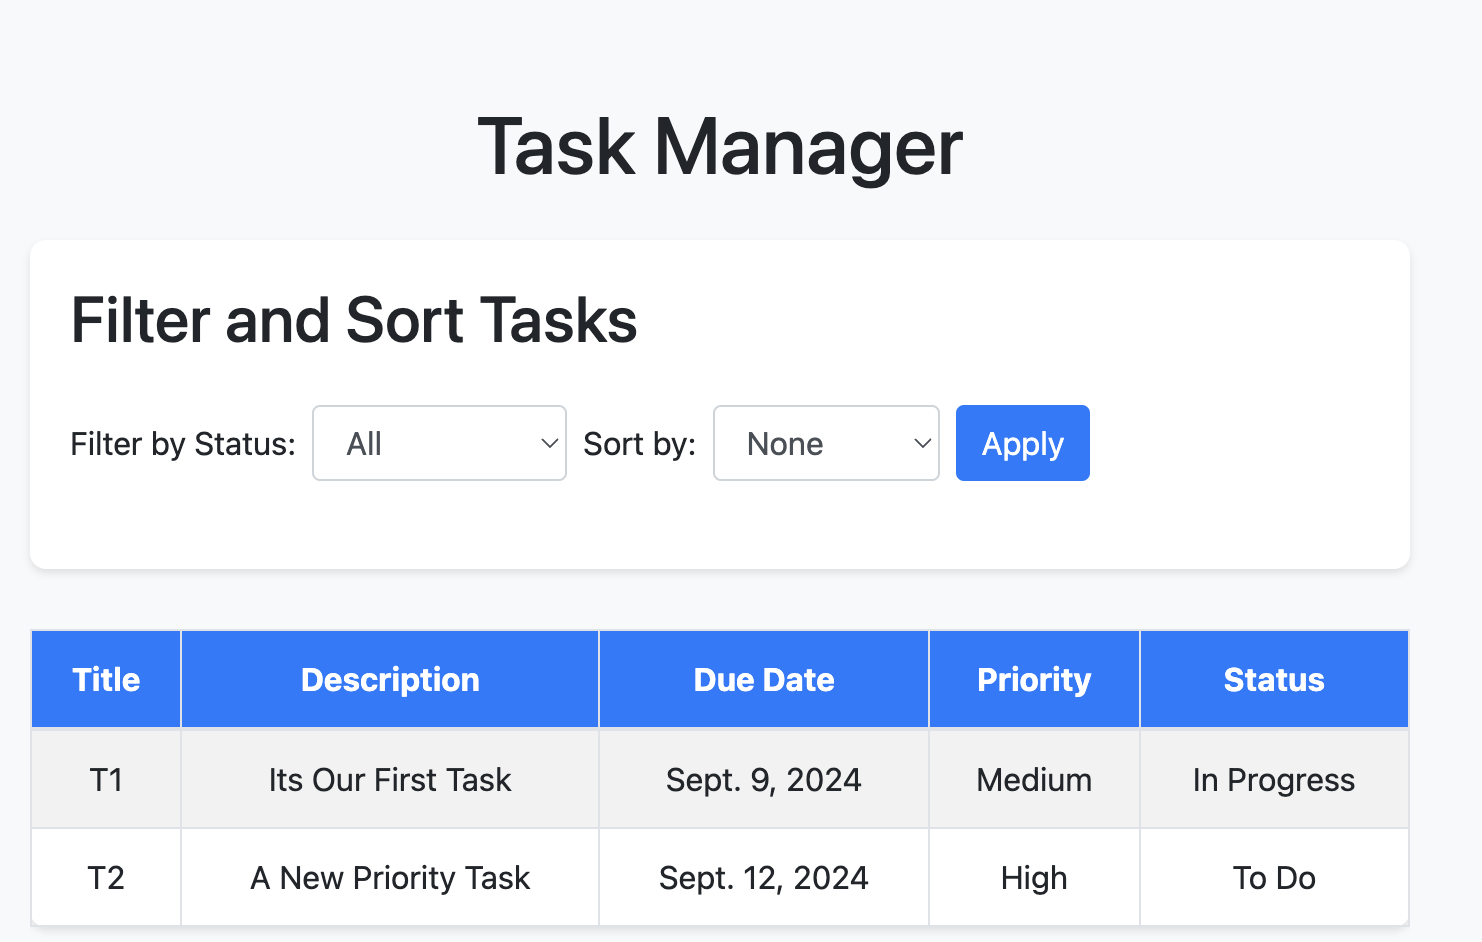 Task Manager
Filter and Sort Tasks
Filter by Status: All Sort by: None Apply
Title Description Due Date Priority Status
T1 Its Our First Task Sept. 9, 2024 Medium In Progress
T2 A New Priority Task Sept. 12, 2024 High To Do